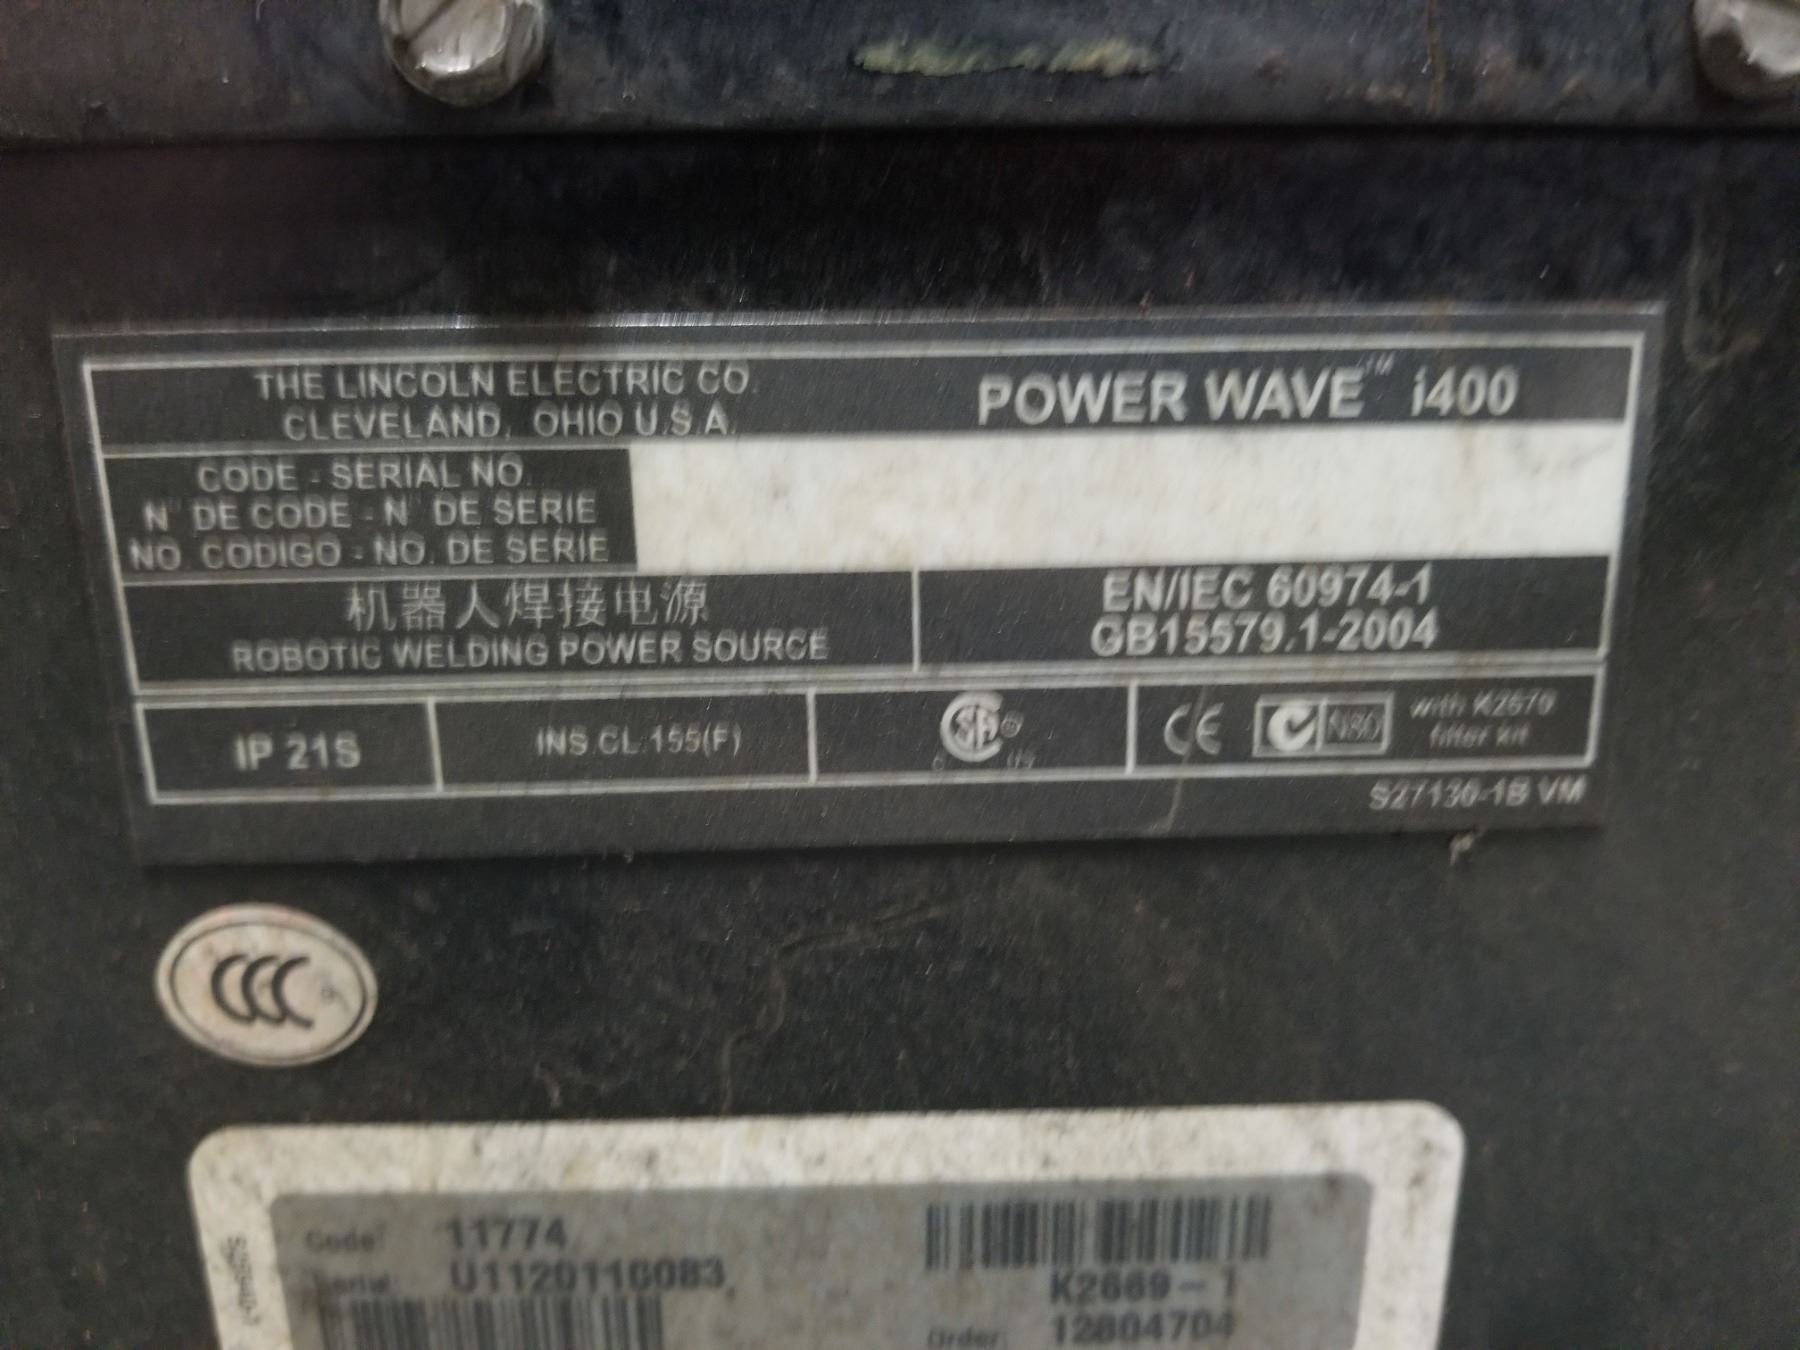 THE LINCOLN ELECTRIC CO.
CLEVELAND, OHIO U.S.A.
POWER WAVE™ i400
CODE - SERIAL NO.
N° DE CODE - N° DE SERIE
NO. CODIGO - NO. DE SERIE
机器人焊接电源
ROBOTIC WELDING POWER SOURCE
EN/IEC 60974-1
GB15579.1-2004
IP 21S
INS.CL.155(F)
CE
N80
with K2670
filter kit
S27130-1B VM
CCC
Code: 11774
Serial: U1120110083
K2669-1
Order: 12804704